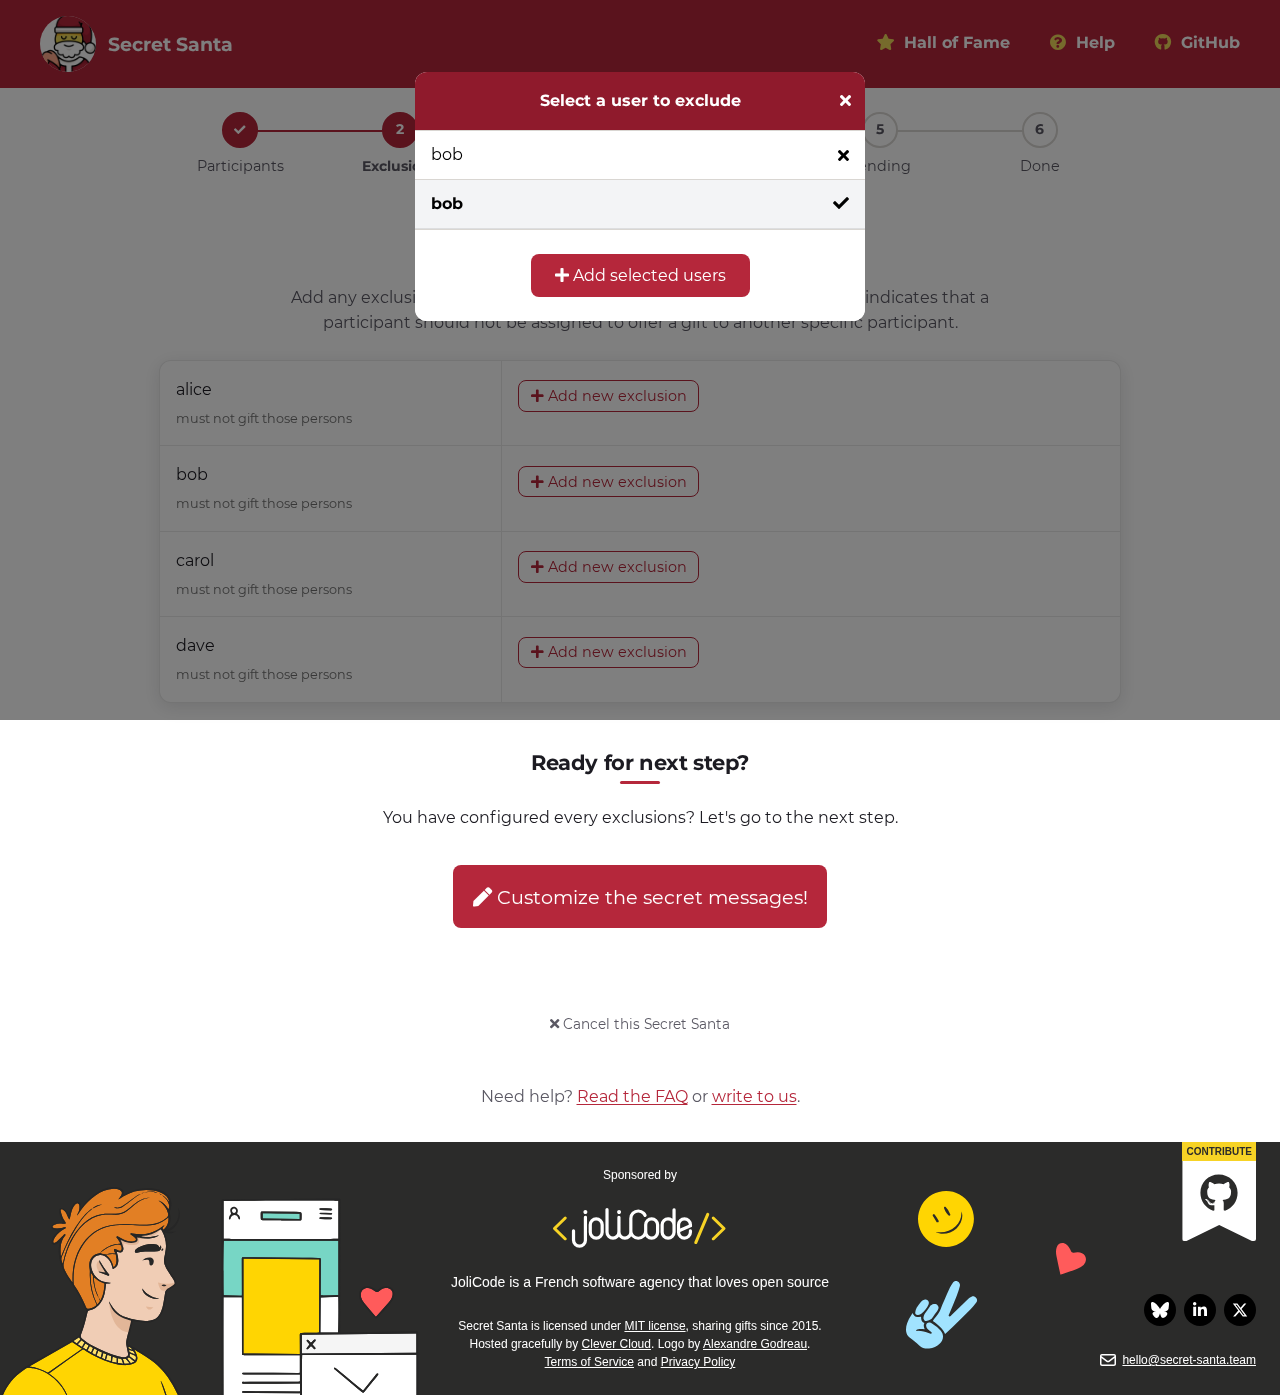 Secret Santa
Hall of Fame
Help
GitHub
Select a user to exclude
2
5
6
Participants
Exclusi
ending
Done
bob
bob
Add selected users
Add any exclusi
indicates that a
participant should not be assigned to offer a gift to another specific participant.
alice
must not gift those persons
Add new exclusion
bob
must not gift those persons
Add new exclusion
carol
must not gift those persons
Add new exclusion
dave
must not gift those persons
Add new exclusion
Ready for next step?
You have configured every exclusions? Let's go to the next step.
Customize the secret messages!
Cancel this Secret Santa
Need help? Read the FAQ or write to us.
CONTRIBUTE
Sponsored by
<joliCode/>
JoliCode is a French software agency that loves open source
Secret Santa is licensed under MIT license, sharing gifts since 2015.
Hosted gracefully by Clever Cloud. Logo by Alexandre Godreau.
Terms of Service and Privacy Policy
hello@secret-santa.team